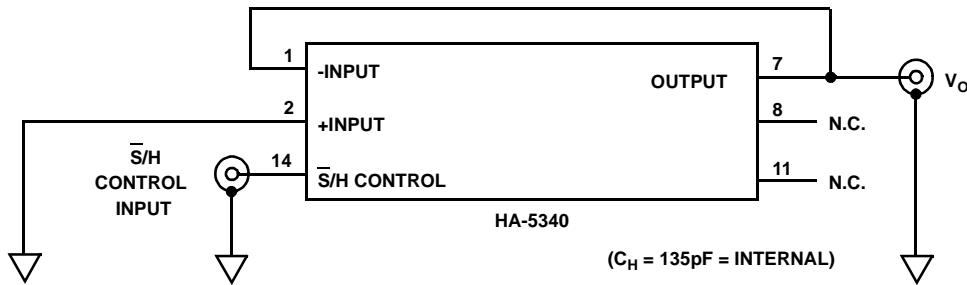 1
-INPUT
7
OUTPUT
V_O
2
+INPUT
8
N.C.
S̅/H
CONTROL
INPUT
14
S̅/H CONTROL
11
N.C.
HA-5340
(C_H = 135pF = INTERNAL)